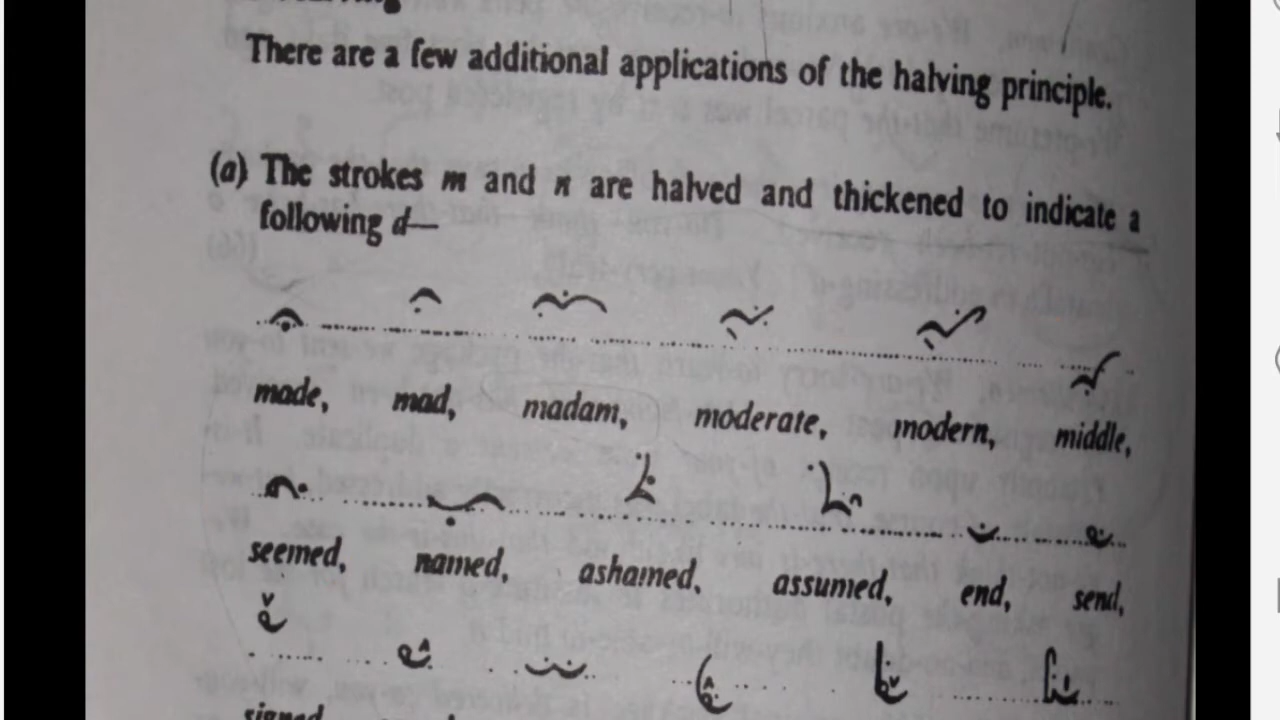 There are a few additional applications of the halving principle.
(a) The strokes m and n are halved and thickened to indicate a
following d—
made, mad, madam, moderate, modern, middle,
seemed, named, ashamed, assumed, end, send,
signed